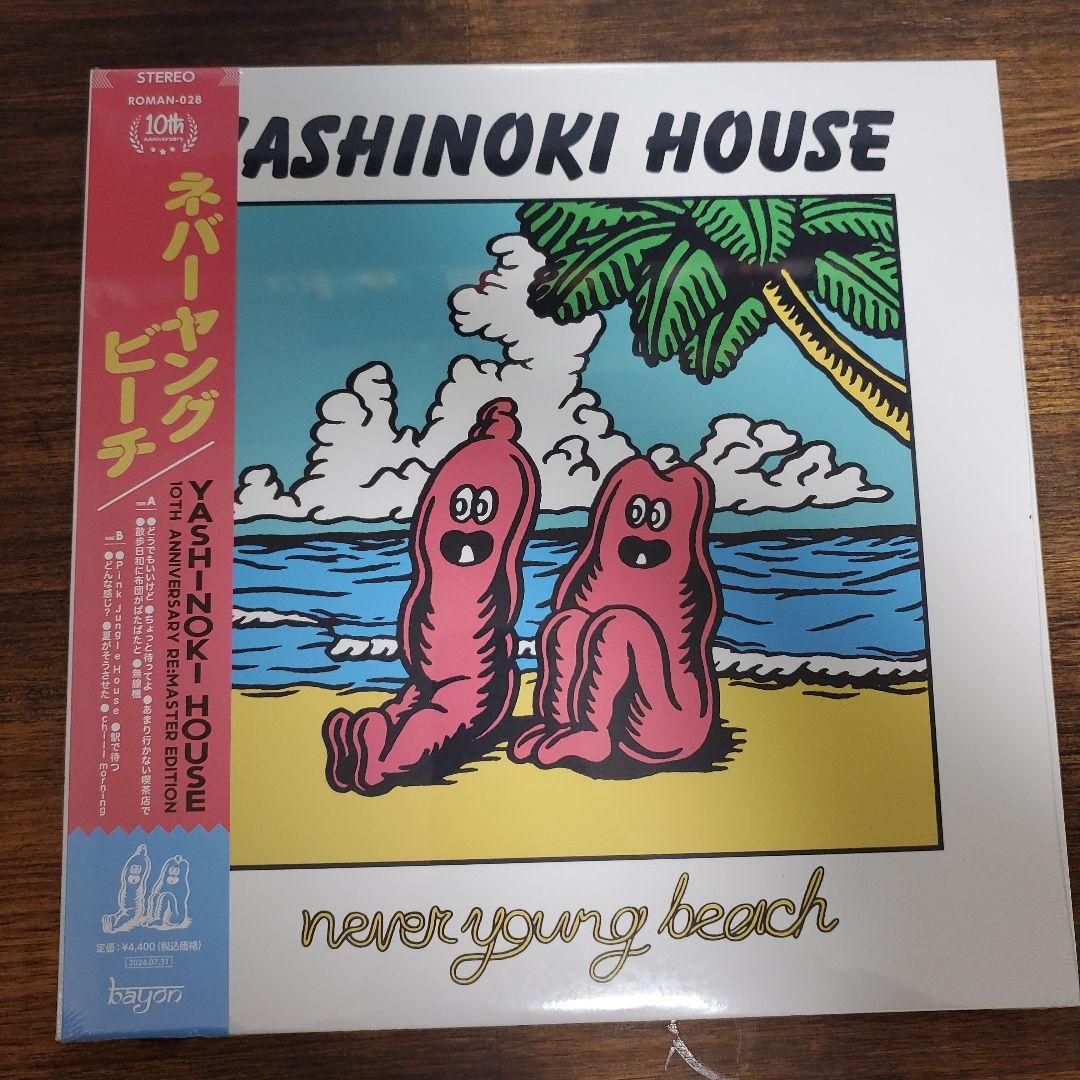 STEREO
ROMAN-028
10th
Anniversary
ネバーヤング
ビーチ
YASHINOKI HOUSE
10TH ANNIVERSARY RE:MASTER EDITION
SIDE A
●どうでもいいけど ●ちょっと待ってよ ●あまり行かない喫茶店で
●散歩日和に布団がぱたぱたと ●無線機
SIDE B
●Pink Jungle House ●駅で待つ
●どんな感じ? ●夏がそうさせた ●chill morning
定価:¥4,400(税込価格)
2024.07.31
bayon
YASHINOKI HOUSE
never young beach